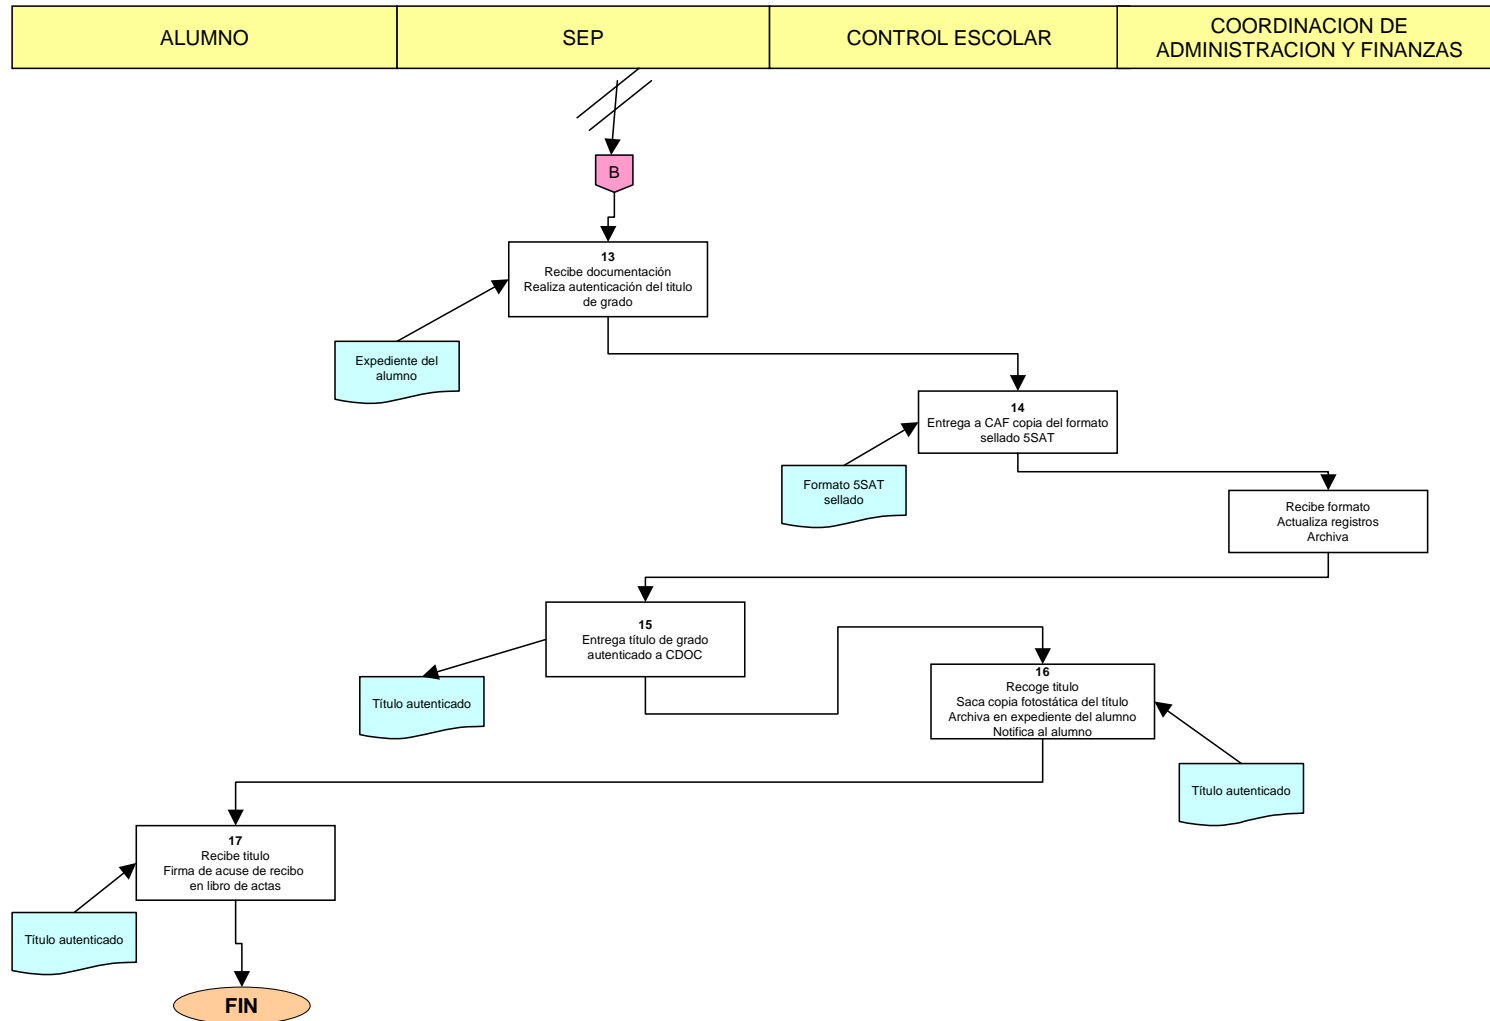 ALUMNO
SEP
CONTROL ESCOLAR
COORDINACION DE
ADMINISTRACION Y FINANZAS
B
13
Recibe documentación
Realiza autenticación del titulo
de grado
Expediente del
alumno
14
Entrega a CAF copia del formato
sellado 5SAT
Formato 5SAT
sellado
Recibe formato
Actualiza registros
Archiva
15
Entrega título de grado
autenticado a CDOC
Título autenticado
16
Recoge titulo
Saca copia fotostática del título
Archiva en expediente del alumno
Notifica al alumno
Título autenticado
17
Recibe titulo
Firma de acuse de recibo
en libro de actas
Título autenticado
FIN